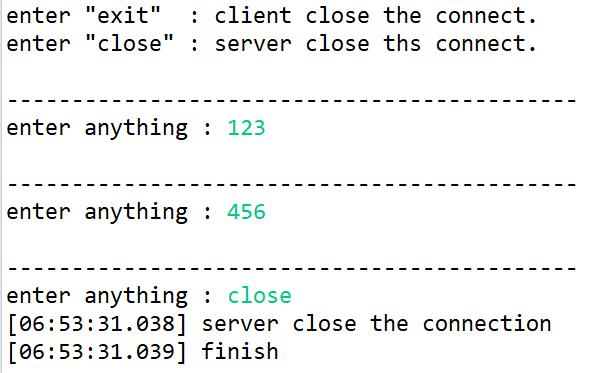 enter "exit"  : client close the connect.
enter "close" : server close ths connect.
--------------------------------------------
enter anything : 123
--------------------------------------------
enter anything : 456
--------------------------------------------
enter anything : close
[06:53:31.038] server close the connection
[06:53:31.039] finish